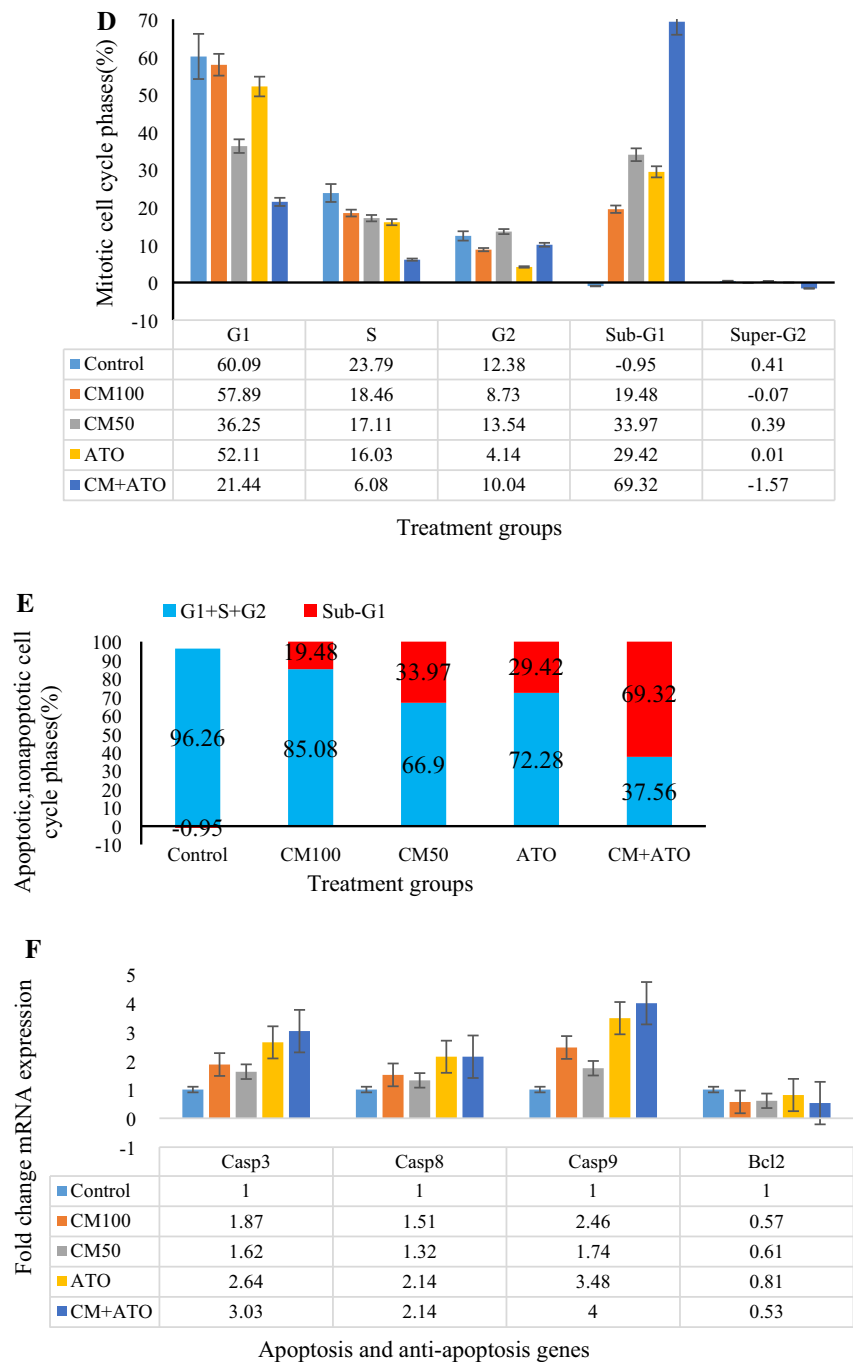 D
Mitotic cell cycle phases(%)
70
60
50
40
30
20
10
0
-10
G1 S G2 Sub-G1 Super-G2
Control 60.09 23.79 12.38 -0.95 0.41
CM100 57.89 18.46 8.73 19.48 -0.07
CM50 36.25 17.11 13.54 33.97 0.39
ATO 52.11 16.03 4.14 29.42 0.01
CM+ATO 21.44 6.08 10.04 69.32 -1.57
Treatment groups
E
G1+S+G2 Sub-G1
Apoptotic,nonapoptotic cell
cycle phases(%)
100
90
80
70
60
50
40
30
20
10
0
-10
19.48 33.97 29.42 69.32
96.26 85.08 66.9 72.28 37.56
-0.95
Control CM100 CM50 ATO CM+ATO
Treatment groups
F
Fold change mRNA expression
5
4
3
2
1
0
-1
Casp3 Casp8 Casp9 Bcl2
Control 1 1 1 1
CM100 1.87 1.51 2.46 0.57
CM50 1.62 1.32 1.74 0.61
ATO 2.64 2.14 3.48 0.81
CM+ATO 3.03 2.14 4 0.53
Apoptosis and anti-apoptosis genes